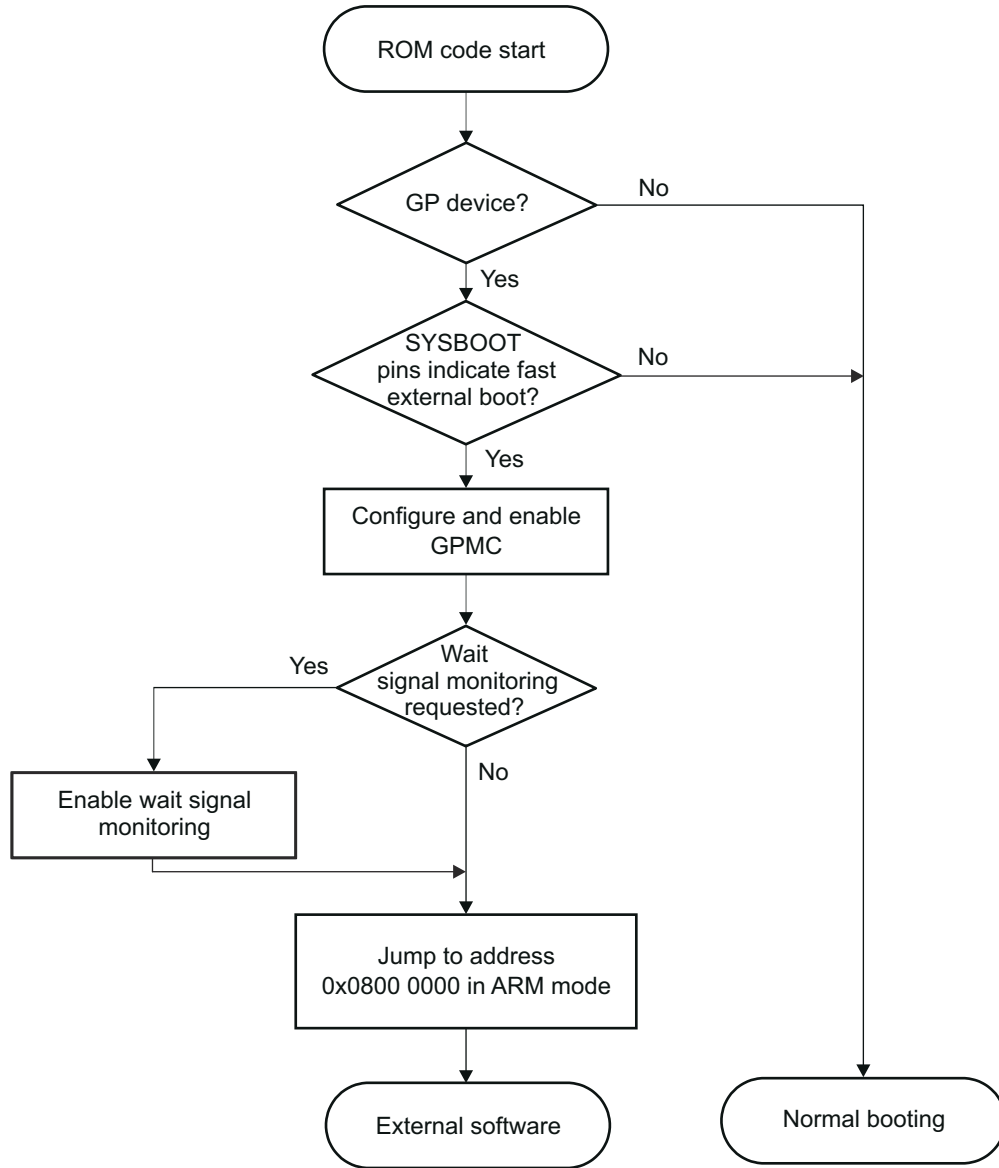 ROM code start
GP device?
No
Yes
SYSBOOT
pins indicate fast
external boot?
No
Yes
Configure and enable
GPMC
Wait
signal monitoring
requested?
Yes
No
Enable wait signal
monitoring
Jump to address
0x0800 0000 in ARM mode
External software
Normal booting